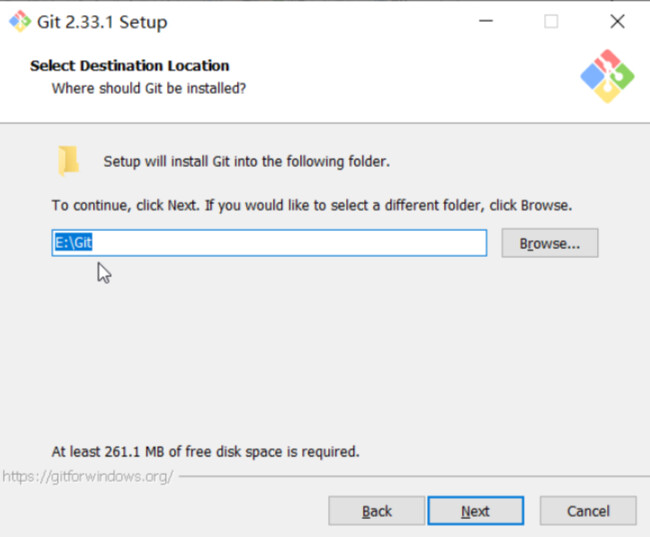 Git 2.33.1 Setup
Select Destination Location
Where should Git be installed?
Setup will install Git into the following folder.
To continue, click Next. If you would like to select a different folder, click Browse.
E:\Git
Browse...
At least 261.1 MB of free disk space is required.
https://gitforwindows.org/
Back
Next
Cancel